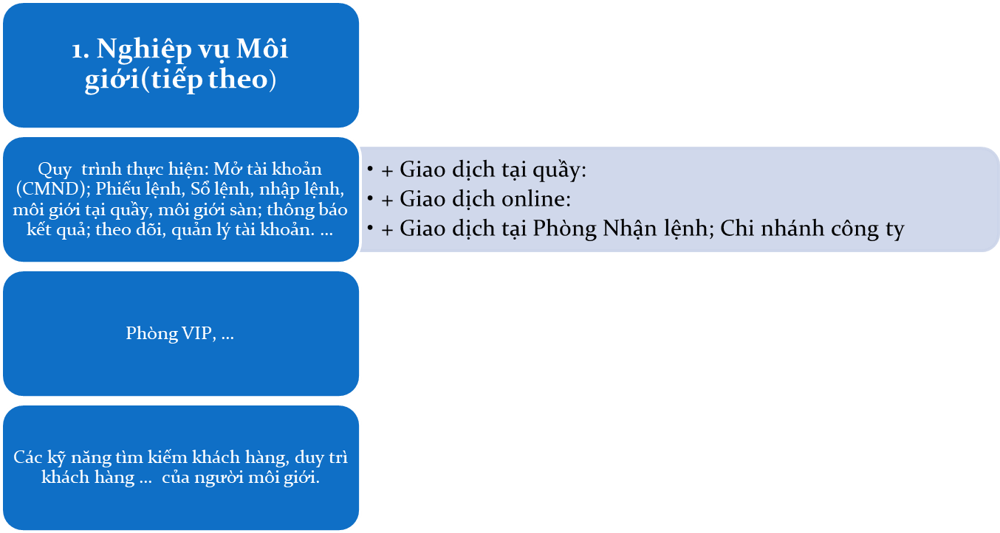 1. Nghiệp vụ Môi
giới(tiếp theo)
Quy  trình thực hiện: Mở tài khoản
(CMND); Phiếu lệnh, Sổ lệnh, nhập lệnh,
môi giới tại quầy, môi giới sàn; thông báo
kết quả; theo dõi, quản lý tài khoản. ...
• + Giao dịch tại quầy:
• + Giao dịch online:
• + Giao dịch tại Phòng Nhận lệnh; Chi nhánh công ty
Phòng VIP, ...
Các kỹ năng tìm kiếm khách hàng, duy trì
khách hàng ...  của người môi giới.